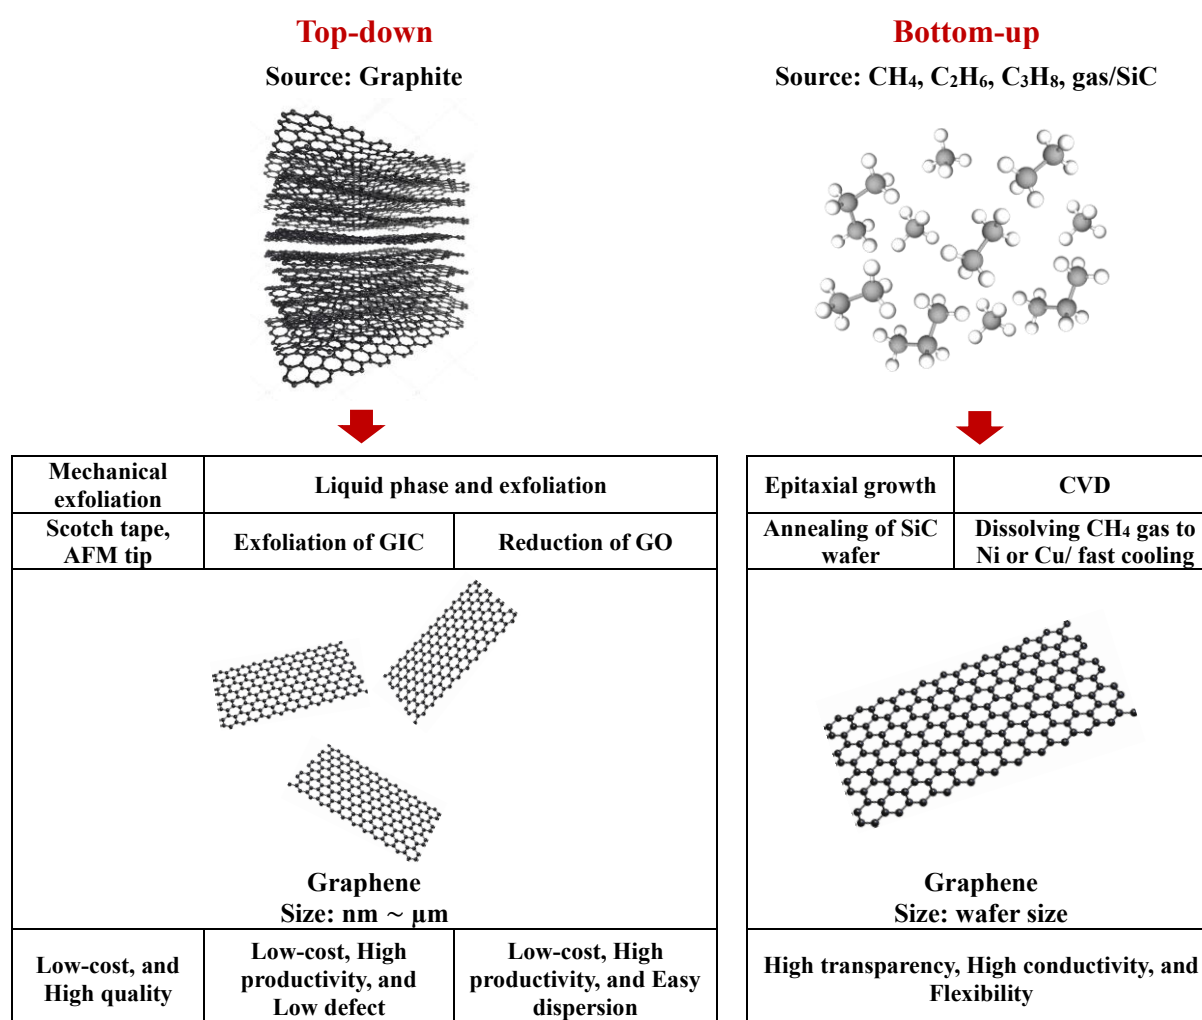 Top-down
Source: Graphite
Mechanical
exfoliation
Liquid phase and exfoliation
Scotch tape,
AFM tip
Exfoliation of GIC
Reduction of GO
Graphene
Size: nm ~ μm
Low-cost, and
High quality
Low-cost, High
productivity, and
Low defect
Low-cost, High
productivity, and Easy
dispersion
Bottom-up
Source: CH₄, C₂H₆, C₃H₈, gas/SiC
Epitaxial growth
CVD
Annealing of SiC
wafer
Dissolving CH₄ gas to
Ni or Cu/ fast cooling
Graphene
Size: wafer size
High transparency, High conductivity, and
Flexibility